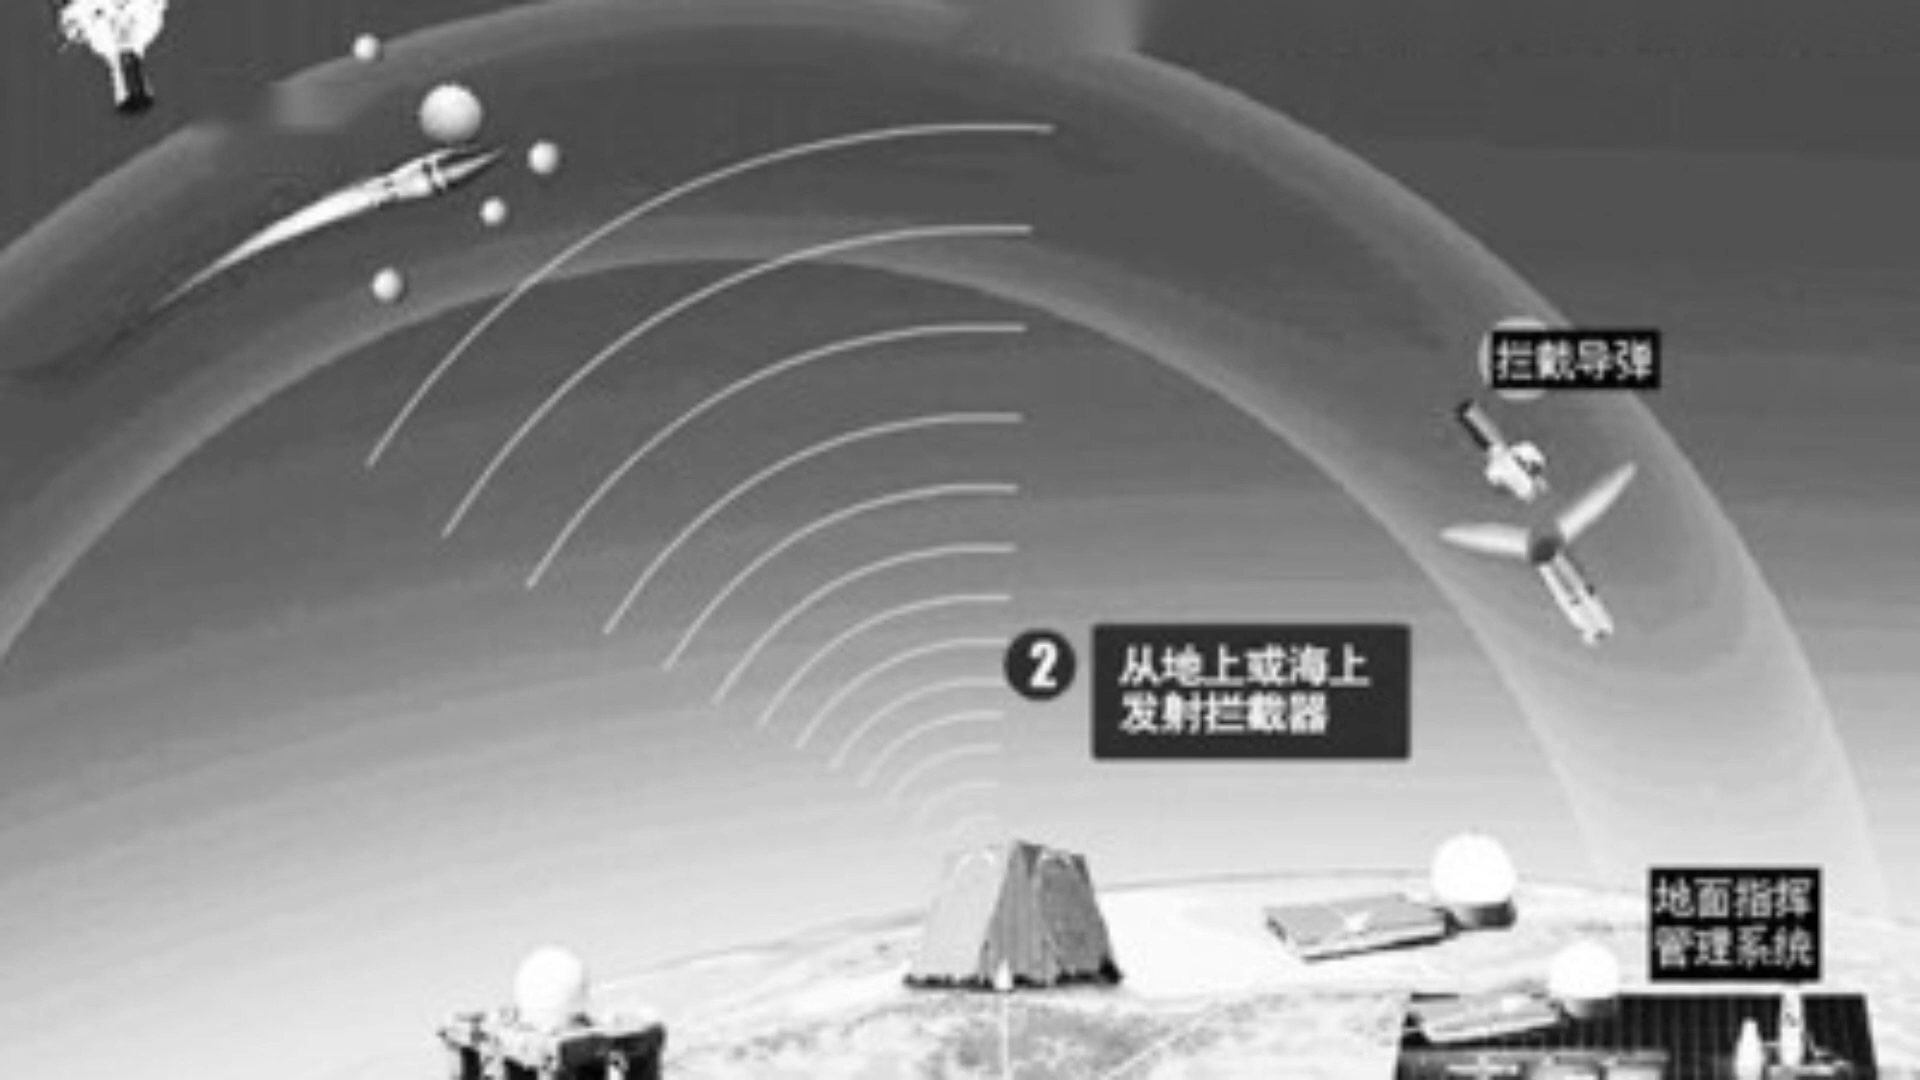 拦截导弹
2
从地上或海上
发射拦截器
地面指挥
管理系统